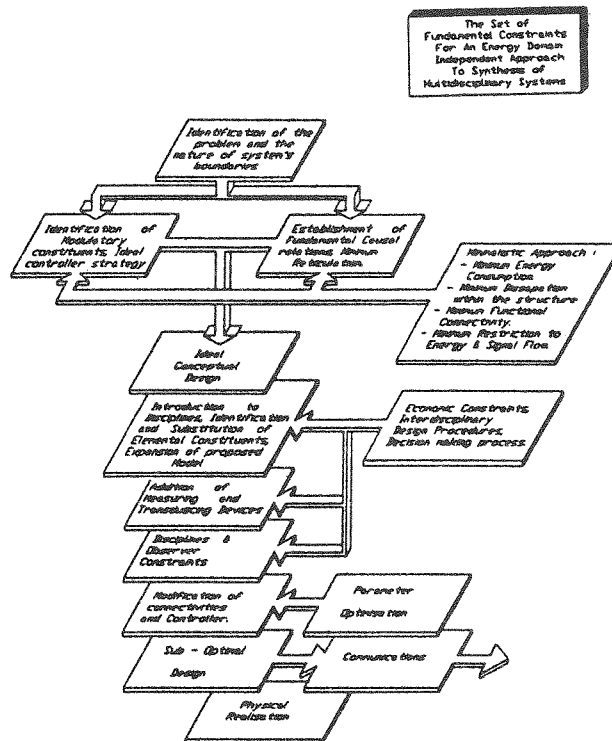 The Set of
Fundamental Constraints
For An Energy Domain
Independent Approach
To Synthesis of
Multidisciplinary Systems
Identification of the
problem and the
nature of system's
boundaries
Identification of
Modulatory
constituents, Ideal
controller strategy
Establishment of
Fundamental Causal
relations, Minimum
Reticulation
Minimalistic Approach :
- Minimum Energy
Consumption
- Minimum Dissipation
within the structure
- Minimum Functional
Connectivity.
- Minimum Restriction to
Energy & Signal Flow
Ideal
Conceptual
Design
Introduction to
Disciplines, Identification
and Substitution of
Elemental Constituents,
Expansion of proposed
Model
Economic Constraints,
Interdisciplinary
Design Procedures,
Decision making process
Addition of
Measuring and
Transducing Devices
Disciplines &
Observer
Constraints
Modification of
connectivities
and Controller.
Parameter
Optimisation
Sub - Optimal
Design
Communications
Physical
Realisation